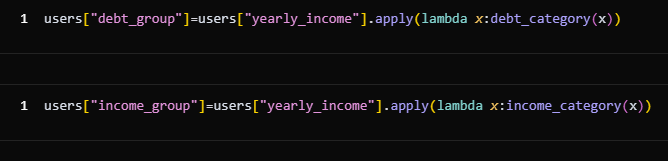 1 users["debt_group"]=users["yearly_income"].apply(lambda x:debt_category(x))
1 users["income_group"]=users["yearly_income"].apply(lambda x:income_category(x))